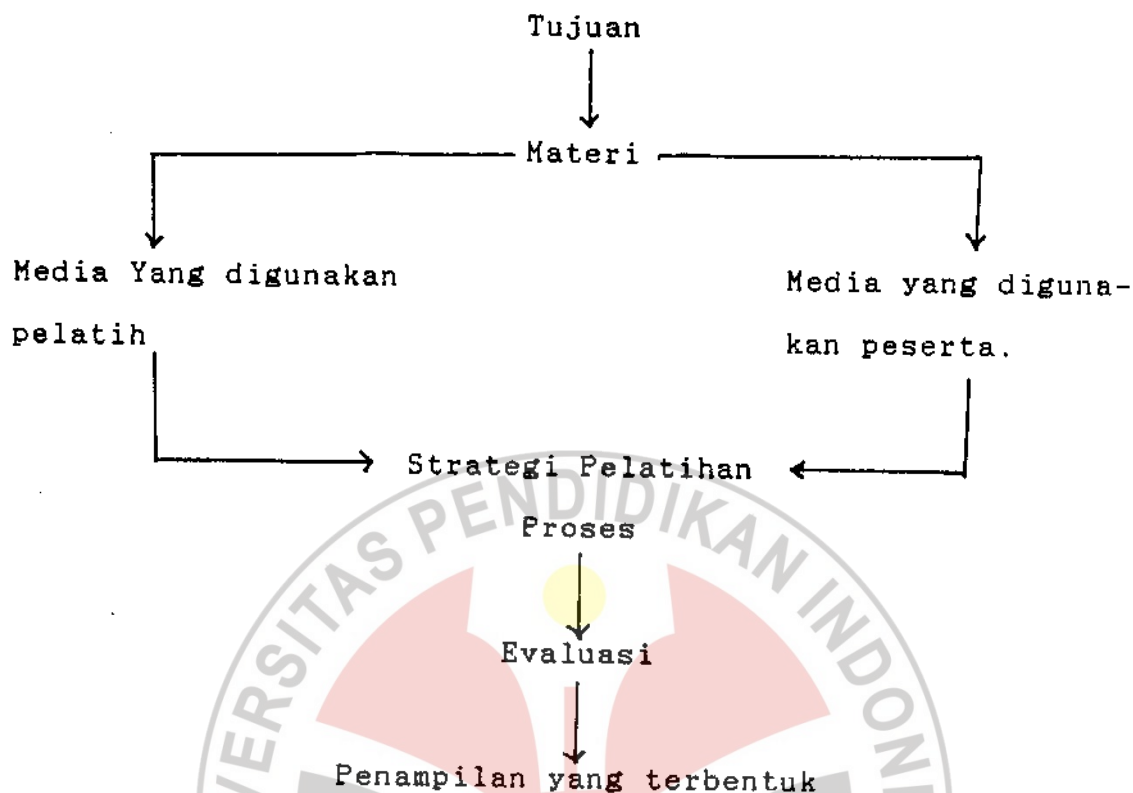 Tujuan
Materi
Media Yang digunakan
pelatih
Media yang diguna-
kan peserta.
Strategi Pelatihan
Proses
Evaluasi
Penampilan yang terbentuk